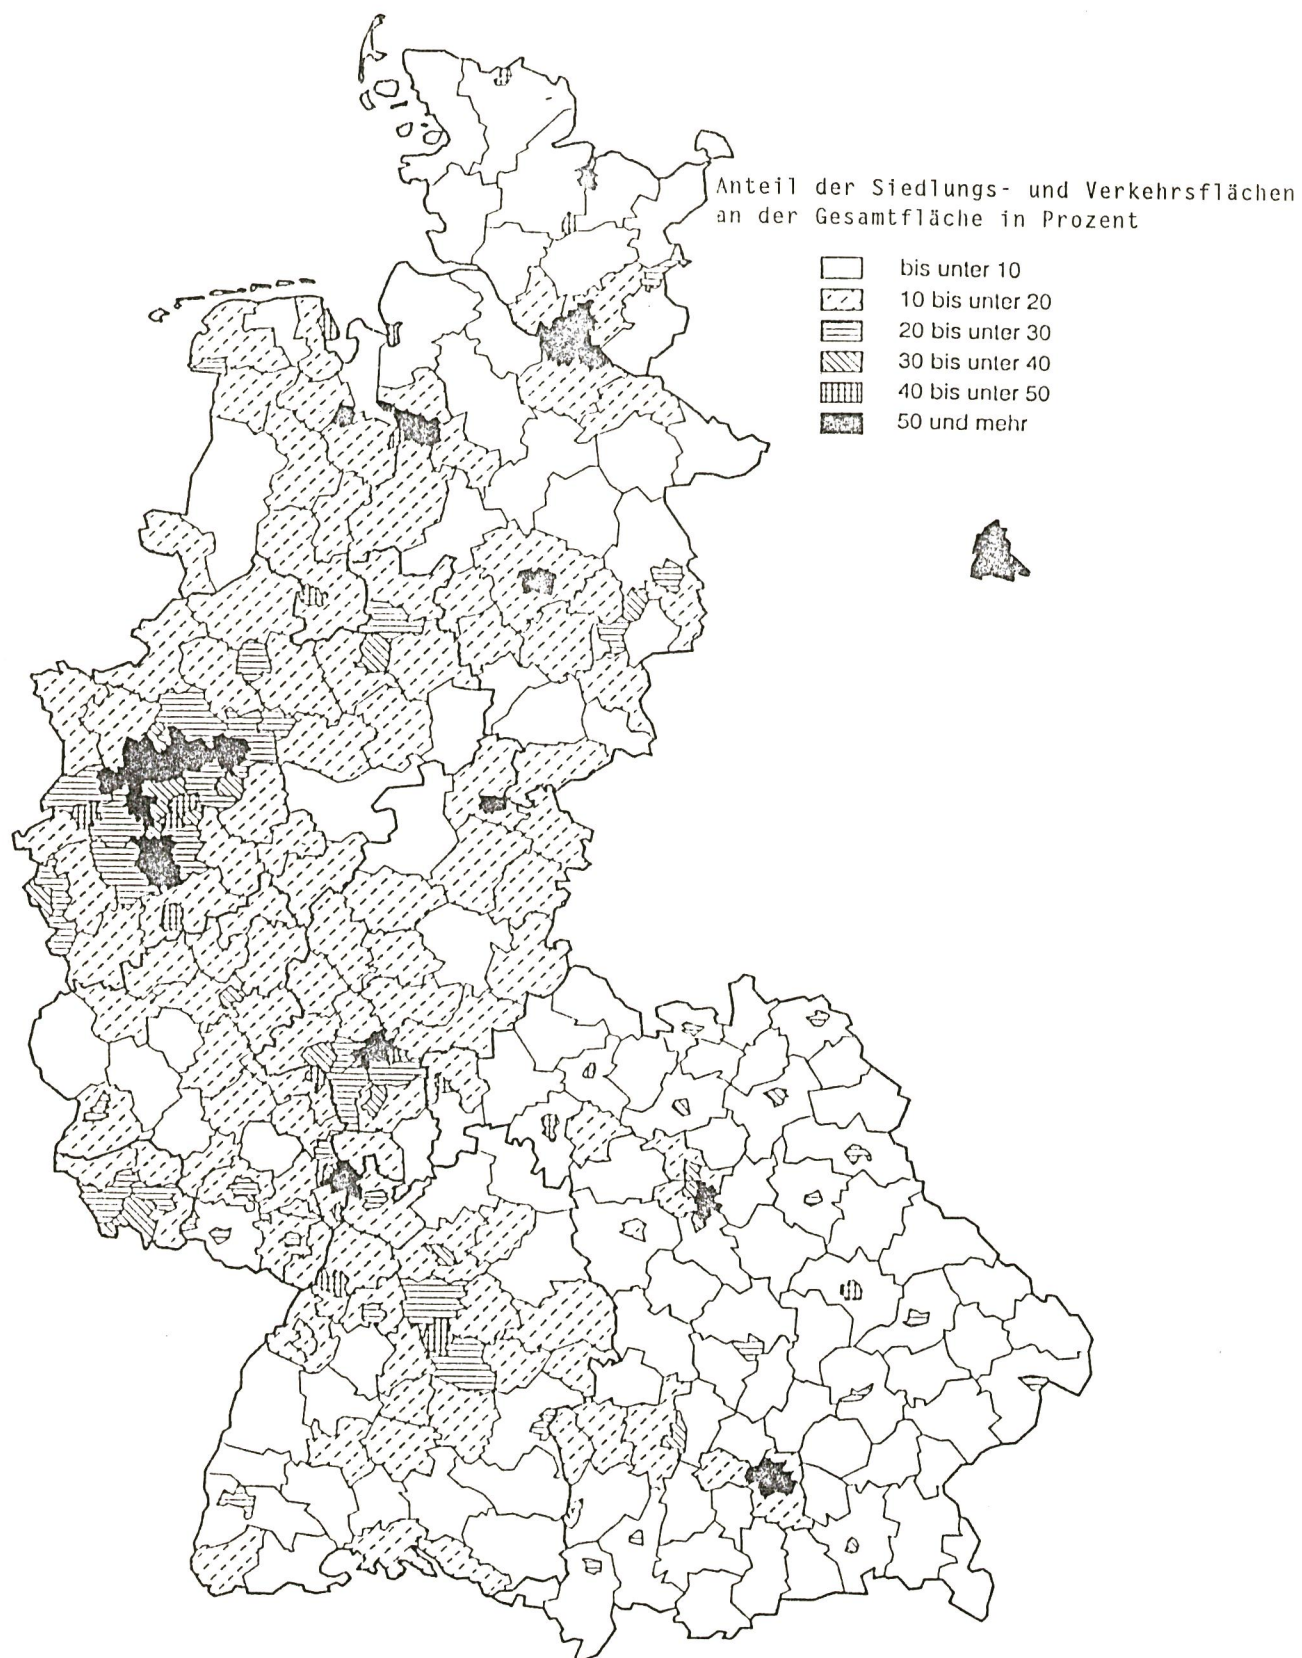 Anteil der Siedlungs- und Verkehrsflächen
an der Gesamtfläche in Prozent
bis unter 10
10 bis unter 20
20 bis unter 30
30 bis unter 40
40 bis unter 50
50 und mehr